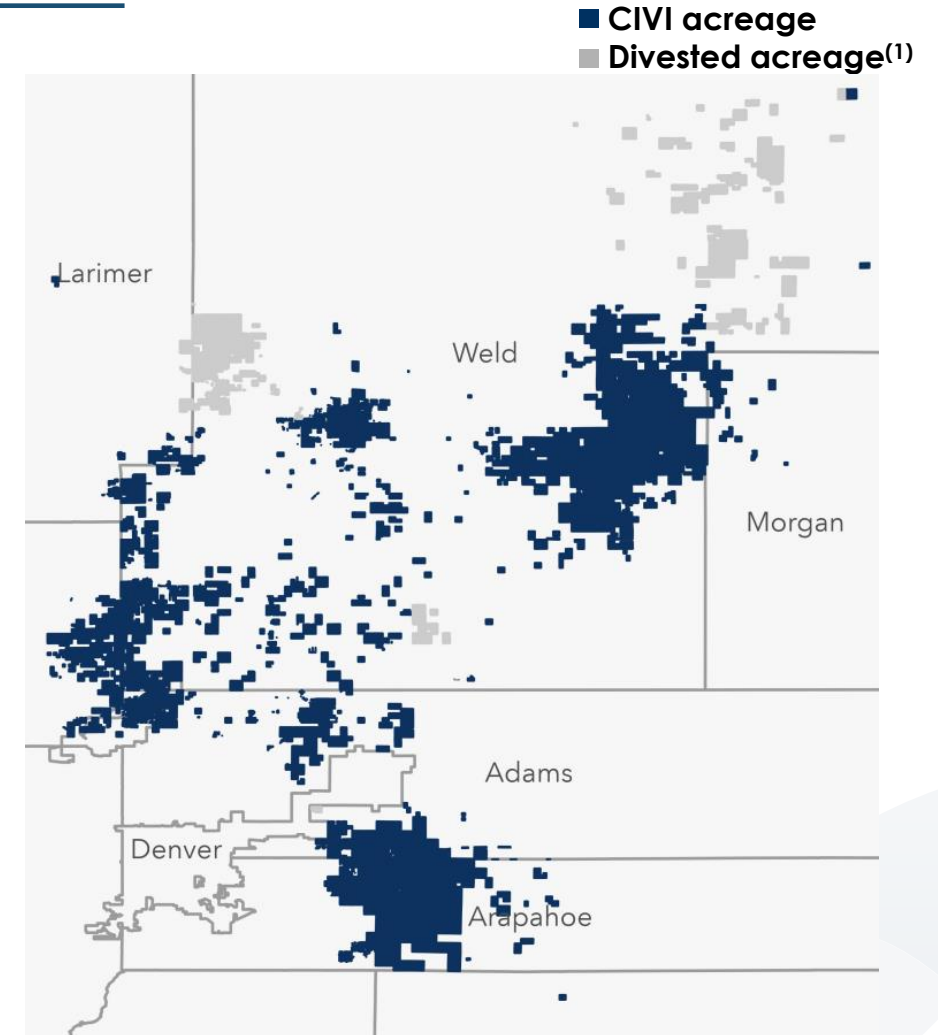 CIVI acreage
Divested acreage(1)
Larimer
Weld
Morgan
Adams
Denver
Arapahoe